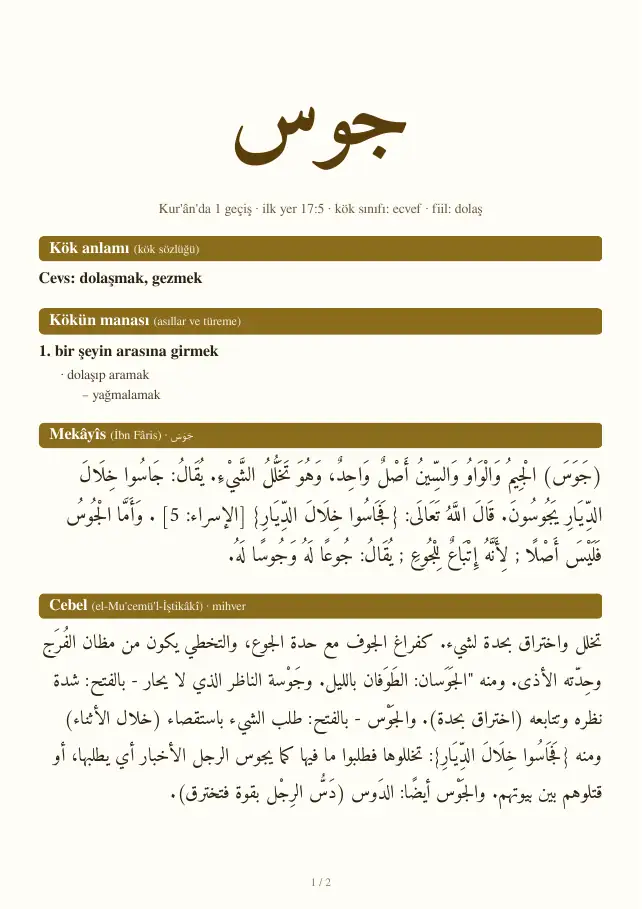 جوس
Kur'ân'da 1 geçiş · ilk yer 17:5 · kök sınıfı: ecvef · fiil: dolaş
Kök anlamı (kök sözlüğü)
Cevs: dolaşmak, gezmek
Kökün manası (asıllar ve türeme)
1. bir şeyin arasına girmek
· dolaşıp aramak
– yağmalamak
Mekâyîs (İbn Fâris) · جَوَسَ
(جَوَسَ) الْجِيمُ وَالْوَاوُ وَالسِّينُ أَصْلٌ وَاحِدٌ، وَهُوَ تَخَلُّلُ الشَّيْءِ. يُقَالُ: جَاسُوا خِلَالَ
الدِّيَارِ يَجُوسُونَ. قَالَ اللَّهُ تَعَالَى: {فَجَاسُوا خِلَالَ الدِّيَارِ} [الإسراء: 5] . وَأَمَّا الْجُوسُ
فَلَيْسَ أَصْلًا ; لِأَنَّهُ إِتْبَاعٌ لِلْجُوعِ ; يُقَالُ: جُوعًا لَهُ وَجُوسًا لَهُ.
Cebel (el-Mu'cemü'l-İştikâkî) · mihver
تخلل واختراق بحدة لشيء. كفراغ الجوف مع حدة الجوع، والتخطي يكون من مظان الفُرَج
وحدّته الأذى. ومنه "الجَوَسان: الطَوَفان بالليل. وجَوْسة الناظر الذي لا يحار - بالفتح: شدة
نظره وتتابعه (اختراق بحدة). والجَوْس - بالفتح: طلب الشيء باستقصاء (خلال الأثناء)
ومنه {فَجَاسُوا خِلَالَ الدِّيَارِ}: تخللوها فطلبوا ما فيها كما يجوس الرجل الأخبار أي يطلبها، أو
قتلوهم بين بيوتهم. والجَوْس أيضًا: الدَوس (دَسُّ الرِجْل بقوة فتخترق).
1 / 2